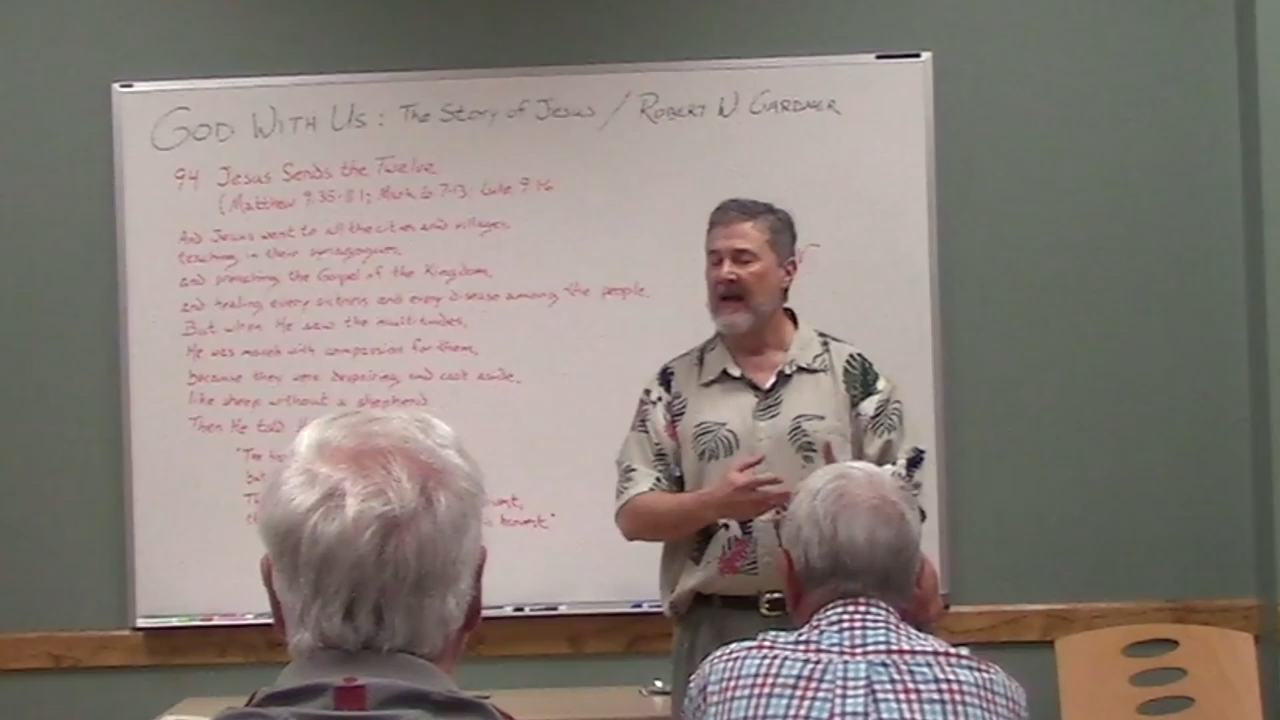 GOD WITH US: The Story of Jesus / ROBERT W GARDNER
94 Jesus Sends the Twelve
(Matthew 9:35-11:1; Mark 6:7-13; Luke 9:1-6
And Jesus went to all the cities and villages,
teaching in their synagogues,
and preaching the Gospel of the Kingdom,
and healing every sickness and every disease among the people.
But when He saw the multitudes,
He was moved with compassion for them,
because they were despairing and cast aside,
like sheep without a shepherd
Then He told
"The
but
harvest."